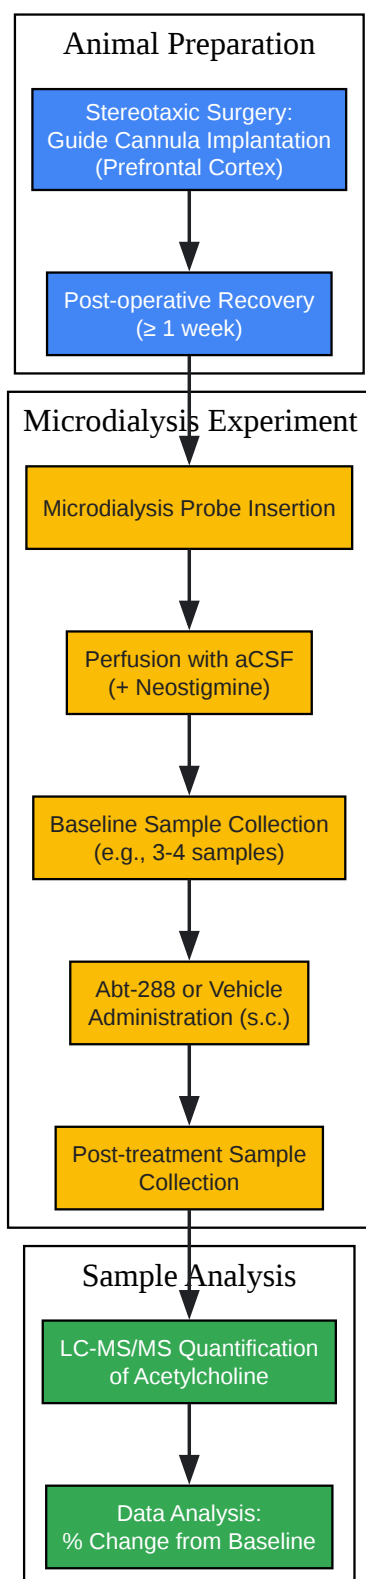 Animal Preparation
Stereotaxic Surgery:
Guide Cannula Implantation
(Prefrontal Cortex)
Post-operative Recovery
(≥ 1 week)
Microdialysis Experiment
Microdialysis Probe Insertion
Perfusion with aCSF
(+ Neostigmine)
Baseline Sample Collection
(e.g., 3-4 samples)
Abt-288 or Vehicle
Administration (s.c.)
Post-treatment Sample
Collection
Sample Analysis
LC-MS/MS Quantification
of Acetylcholine
Data Analysis:
% Change from Baseline